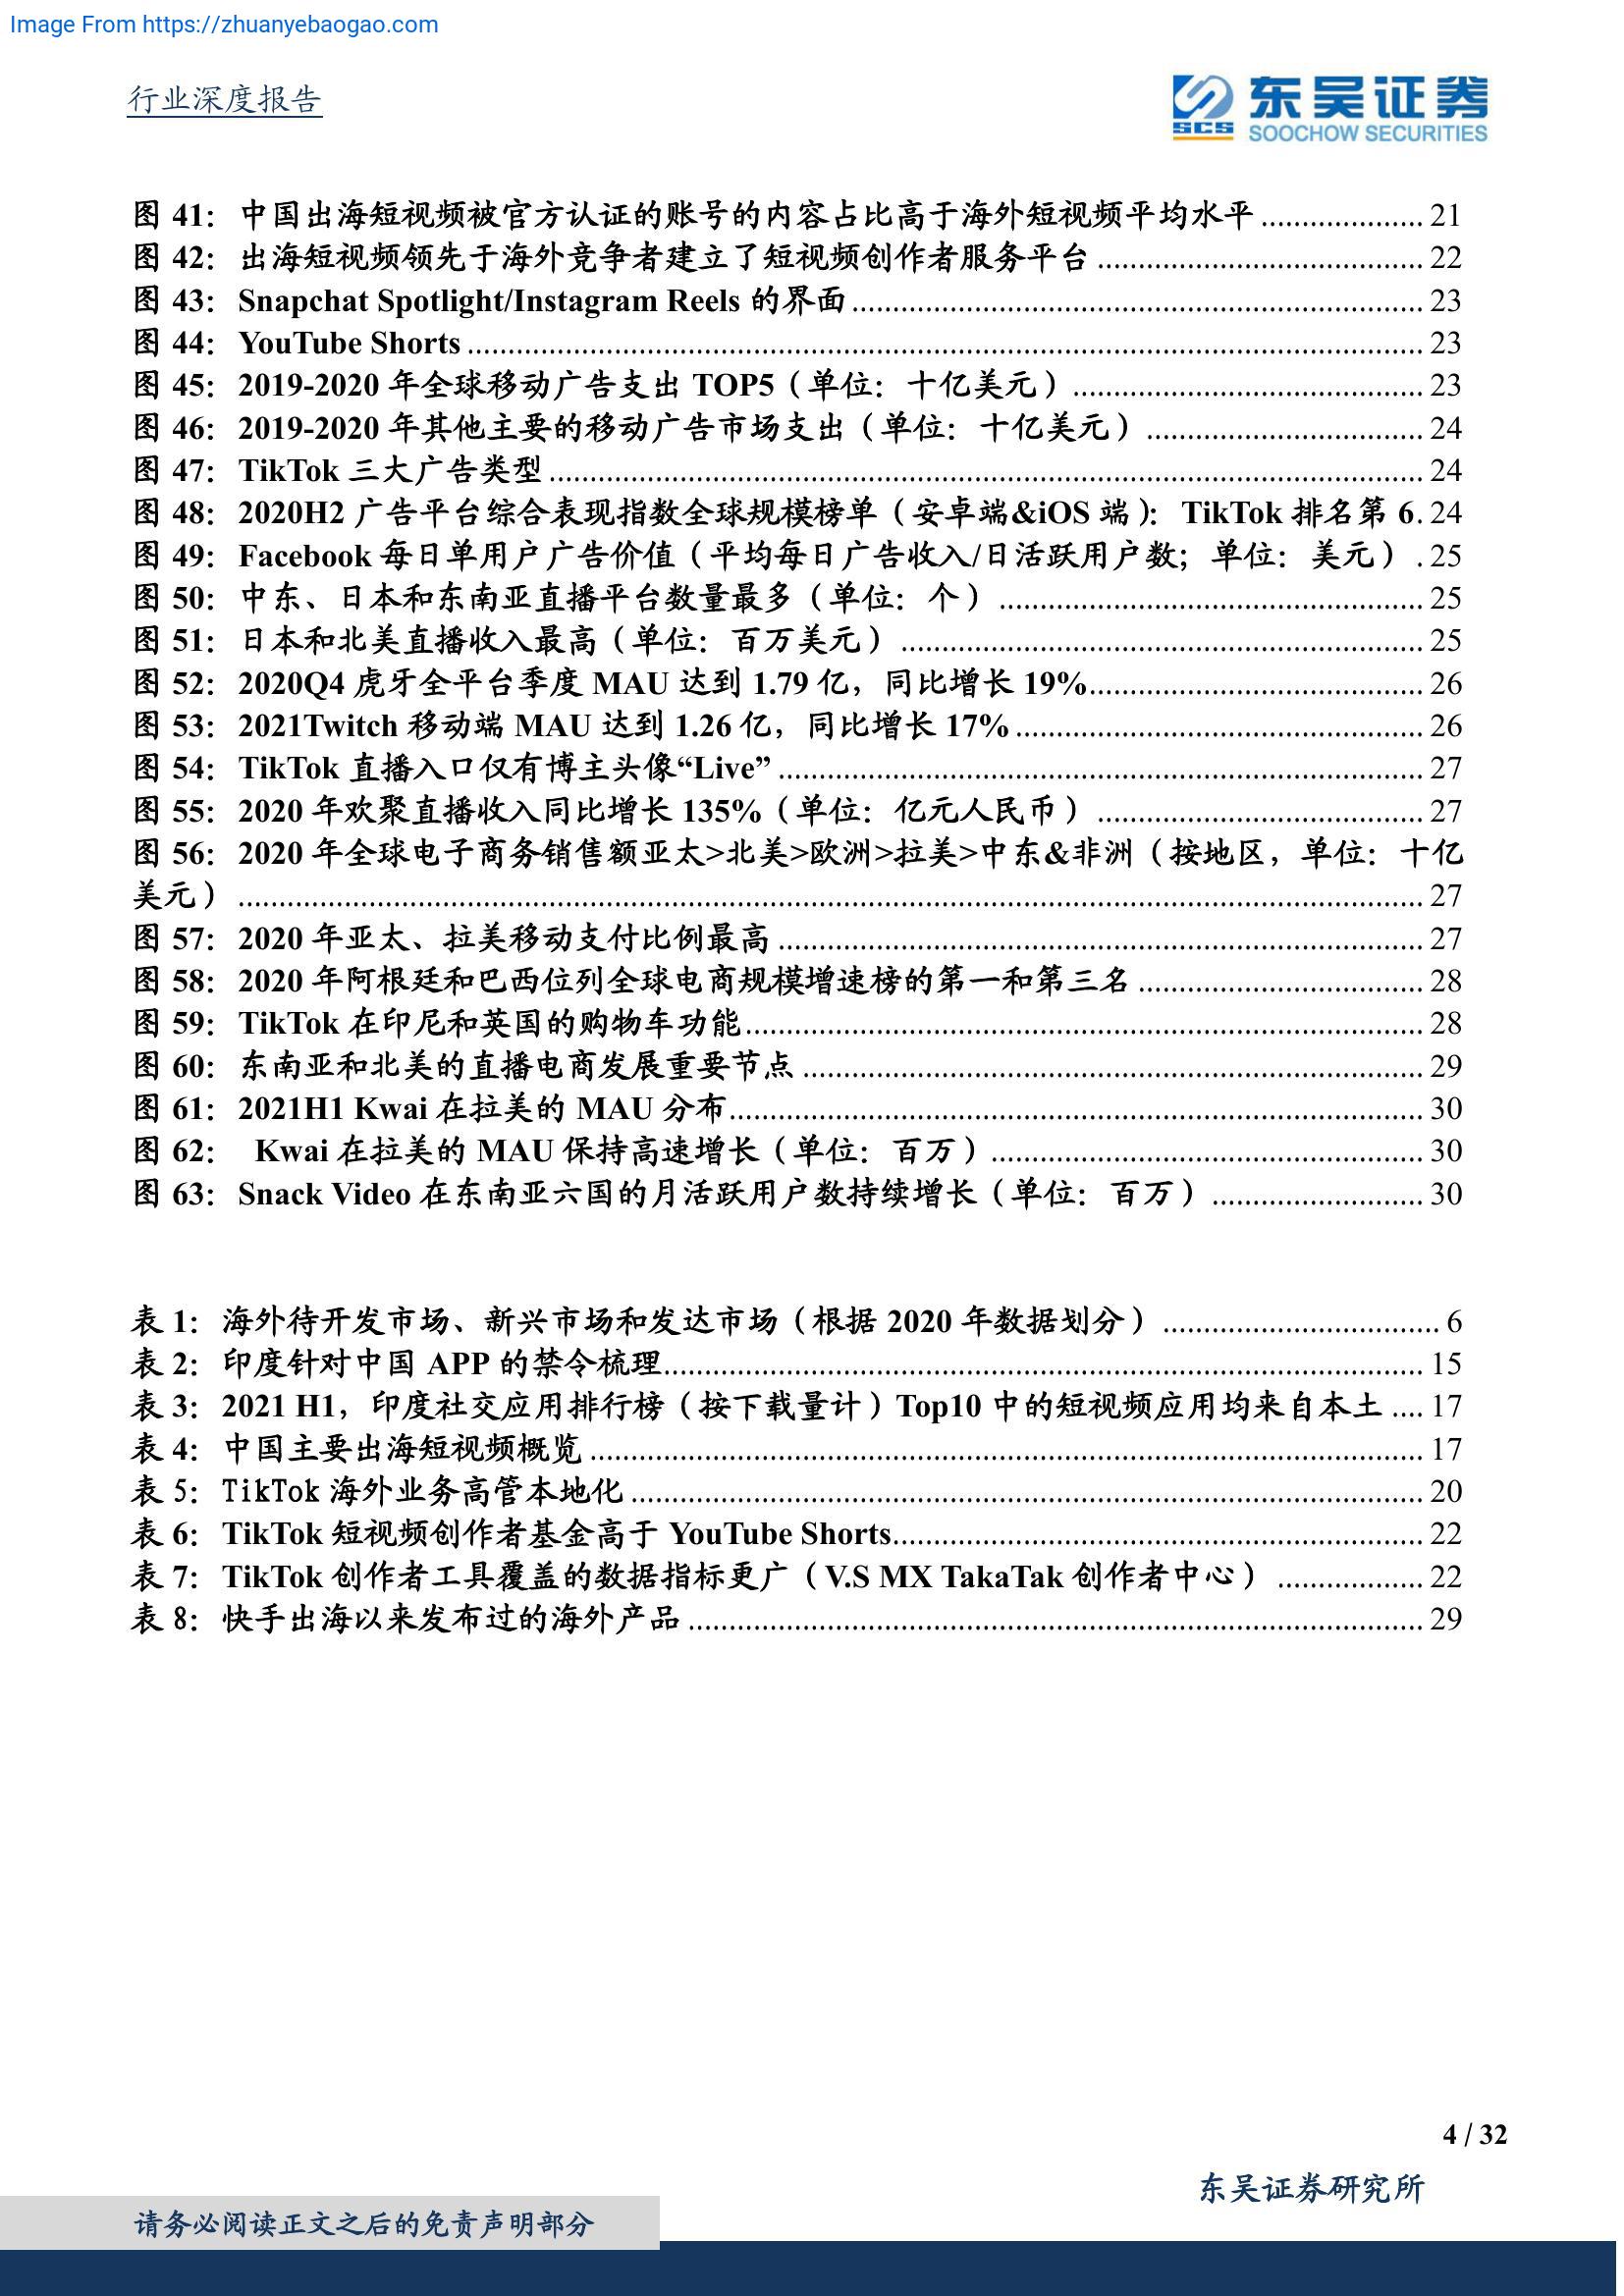 Image From https://zhuanyebaogao.com
行业深度报告
SCS 东吴证券
SOOCHOW SECURITIES
图 41：中国出海短视频被官方认证的账号的内容占比高于海外短视频平均水平.................... 21
图 42：出海短视频领先于海外竞争者建立了短视频创作者服务平台........................................ 22
图 43：Snapchat Spotlight/Instagram Reels 的界面...................................................................... 23
图 44：YouTube Shorts..................................................................................................................... 23
图 45：2019-2020 年全球移动广告支出 TOP5（单位：十亿美元）........................................... 23
图 46：2019-2020 年其他主要的移动广告市场支出（单位：十亿美元）.................................. 24
图 47：TikTok 三大广告类型........................................................................................................... 24
图 48：2020H2 广告平台综合表现指数全球规模榜单（安卓端&iOS 端）：TikTok 排名第 6. 24
图 49：Facebook 每日单用户广告价值（平均每日广告收入/日活跃用户数；单位：美元）. 25
图 50：中东、日本和东南亚直播平台数量最多（单位：个）.................................................... 25
图 51：日本和北美直播收入最高（单位：百万美元）................................................................ 25
图 52：2020Q4 虎牙全平台季度 MAU 达到 1.79 亿，同比增长 19%......................................... 26
图 53：2021Twitch 移动端 MAU 达到 1.26 亿，同比增长 17%.................................................. 26
图 54：TikTok 直播入口仅有博主头像“Live”............................................................................... 27
图 55：2020 年欢聚直播收入同比增长 135%（单位：亿元人民币）........................................ 27
图 56：2020 年全球电子商务销售额亚太>北美>欧洲>拉美>中东&非洲（按地区，单位：十亿
美元）................................................................................................................................................. 27
图 57：2020 年亚太、拉美移动支付比例最高............................................................................... 27
图 58：2020 年阿根廷和巴西位列全球电商规模增速榜的第一和第三名................................... 28
图 59：TikTok 在印尼和英国的购物车功能................................................................................... 28
图 60：东南亚和北美的直播电商发展重要节点............................................................................ 29
图 61：2021H1 Kwai 在拉美的 MAU 分布..................................................................................... 30
图 62： Kwai 在拉美的 MAU 保持高速增长（单位：百万）..................................................... 30
图 63：Snack Video 在东南亚六国的月活跃用户数持续增长（单位：百万）.......................... 30
表 1：海外待开发市场、新兴市场和发达市场（根据 2020 年数据划分）.................................. 6
表 2：印度针对中国 APP 的禁令梳理............................................................................................. 15
表 3：2021 H1，印度社交应用排行榜（按下载量计）Top10 中的短视频应用均来自本土.... 17
表 4：中国主要出海短视频概览...................................................................................................... 17
表 5：TikTok 海外业务高管本地化................................................................................................. 20
表 6：TikTok 短视频创作者基金高于 YouTube Shorts................................................................. 22
表 7：TikTok 创作者工具覆盖的数据指标更广（V.S MX TakaTak 创作者中心）.................. 22
表 8：快手出海以来发布过的海外产品.......................................................................................... 29
4 / 32
东吴证券研究所
请务必阅读正文之后的免责声明部分